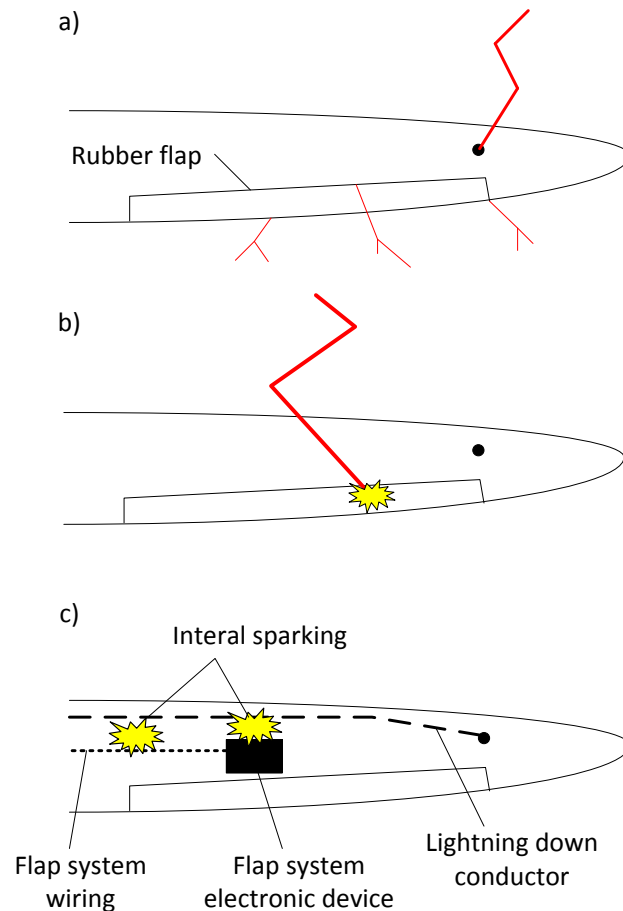 a)
Rubber flap
b)
c)
Interal sparking
Flap system
wiring
Flap system
electronic device
Lightning down
conductor